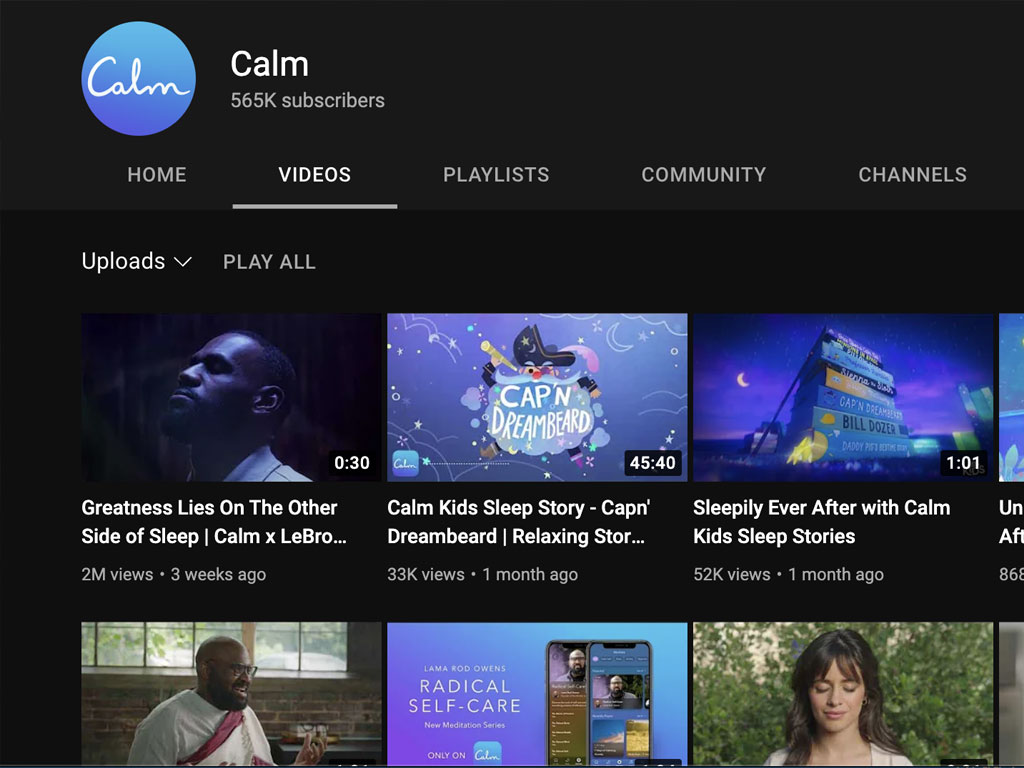 Calm
Calm
565K subscribers
HOME
VIDEOS
PLAYLISTS
COMMUNITY
CHANNELS
Uploads
PLAY ALL
0:30
CAP'N
DREAMBEARD
Calm
45:40
CAP'N DREAMBEARD
BILL DOZER
DADDY PIG'S BEDTIME STORY
1:01
Greatness Lies On The Other
Side of Sleep | Calm x LeBro...
2M views • 3 weeks ago
Calm Kids Sleep Story - Capn'
Dreambeard | Relaxing Stor...
33K views • 1 month ago
Sleepily Ever After with Calm
Kids Sleep Stories
52K views • 1 month ago
Un
Aft
868
LAMA ROD OWENS
RADICAL
SELF-CARE
New Meditation Series
ONLY ON
Calm